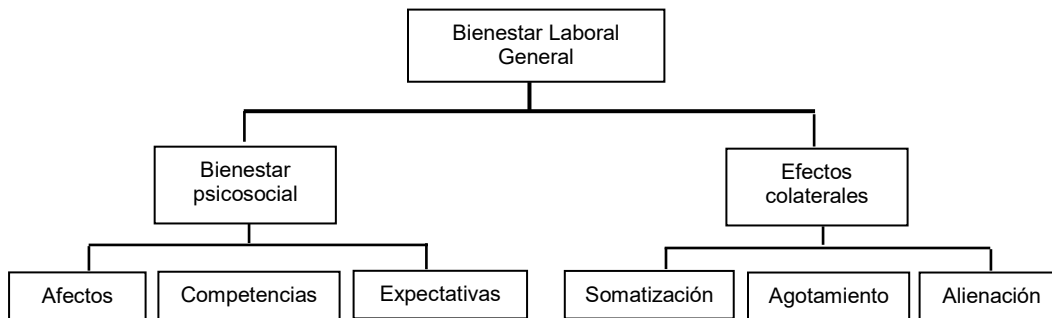 Bienestar Laboral
General
Bienestar
psicosocial
Efectos
colaterales
Afectos
Competencias
Expectativas
Somatización
Agotamiento
Alienación